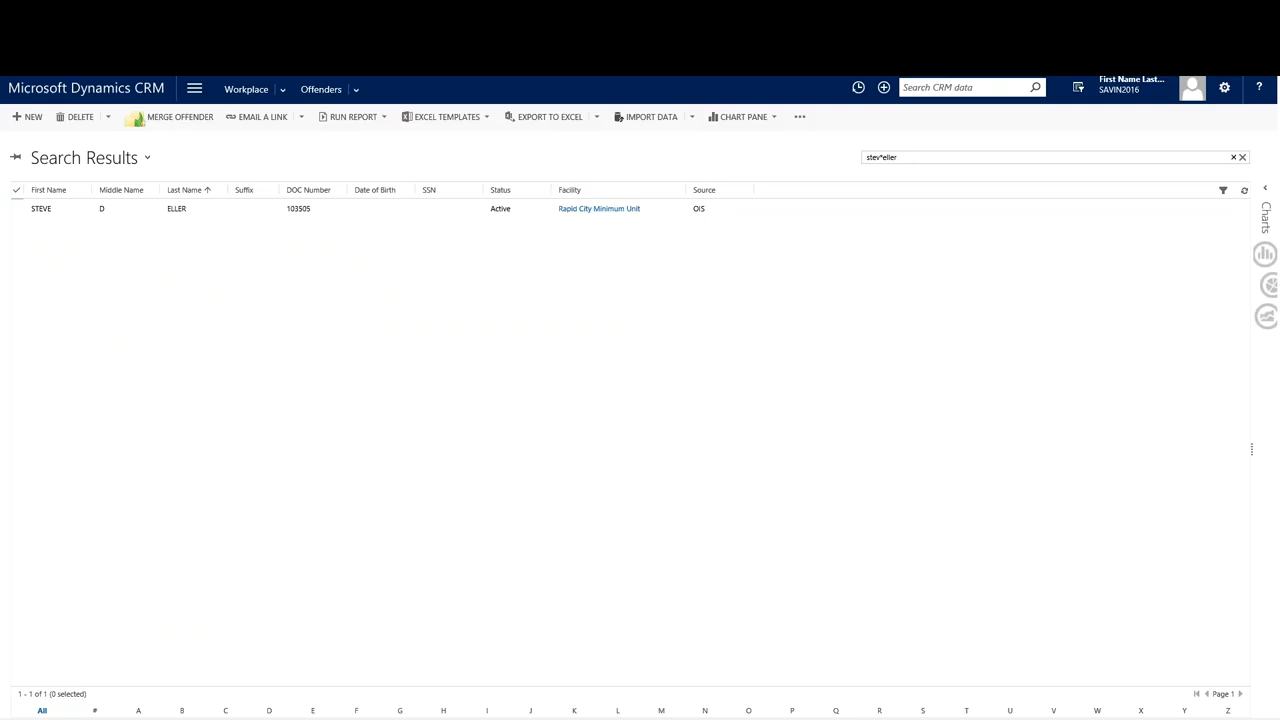 Microsoft Dynamics CRM Workplace Offenders Search CRM data First Name Last... ?
SAVIN2016
NEW DELETE MERGE OFFENDER EMAIL A LINK RUN REPORT EXCEL TEMPLATES EXPORT TO EXCEL IMPORT DATA CHART PANE
Search Results stev*eller
First Name Middle Name Last Name Suffix DOC Number Date of Birth SSN Status Facility Source
STEVE D ELLER 103505 Active Rapid City Minimum Unit OIS
Charts
1 - 1 of 1 (0 selected) Page 1
All # A B C D E F G H I J K L M N O P Q R S T U V W X Y Z